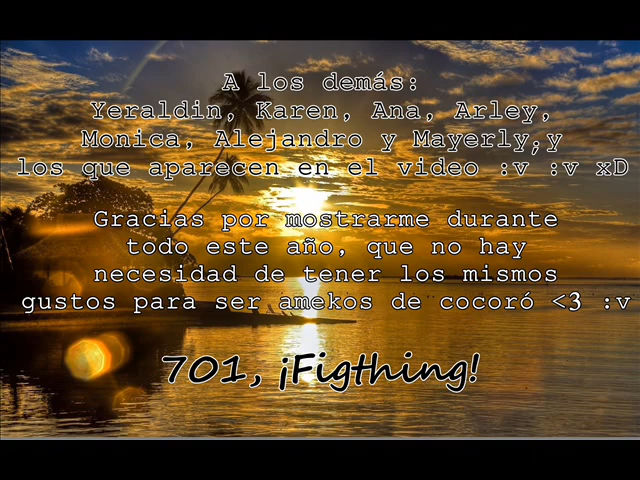 A los demás:
Yeraldin, Karen, Ana, Arley,
Monica, Alejandro y Mayerly;y
los que aparecen en el video :v :v xD
Gracias por mostrarme durante
todo este año, que no hay
necesidad de tener los mismos
gustos para ser amekos de cocoró <3 :v
701, ¡Figthing!